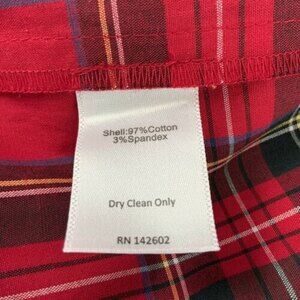 Shell:97%Cotton
3%Spandex
Dry Clean Only
RN 142602